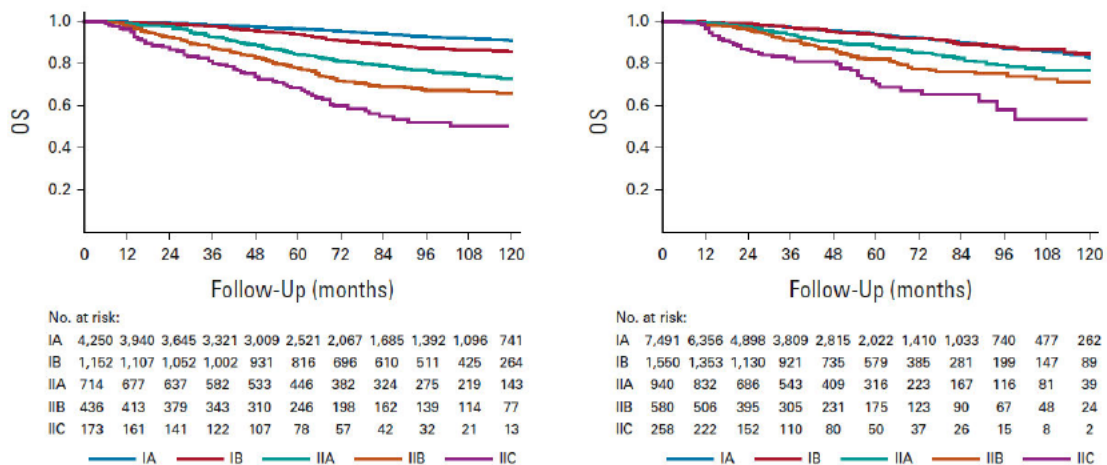 1.0
0.8
0.6
0.4
0.2
OS
0 12 24 36 48 60 72 84 96 108 120
Follow-Up (months)
No. at risk:
IA 4,250 3,940 3,645 3,321 3,009 2,521 2,067 1,685 1,392 1,096 741
IB 1,152 1,107 1,052 1,002 931 816 696 610 511 425 264
IIA 714 677 637 582 533 446 382 324 275 219 143
IIB 436 413 379 343 310 246 198 162 139 114 77
IIC 173 161 141 122 107 78 57 42 32 21 13
IA IB IIA IIB IIC
1.0
0.8
0.6
0.4
0.2
OS
0 12 24 36 48 60 72 84 96 108 120
Follow-Up (months)
No. at risk:
IA 7,491 6,356 4,898 3,809 2,815 2,022 1,410 1,033 740 477 262
IB 1,550 1,353 1,130 921 735 579 385 281 199 147 89
IIA 940 832 686 543 409 316 223 167 116 81 39
IIB 580 506 395 305 231 175 123 90 67 48 24
IIC 258 222 152 110 80 50 37 26 15 8 2
IA IB IIA IIB IIC